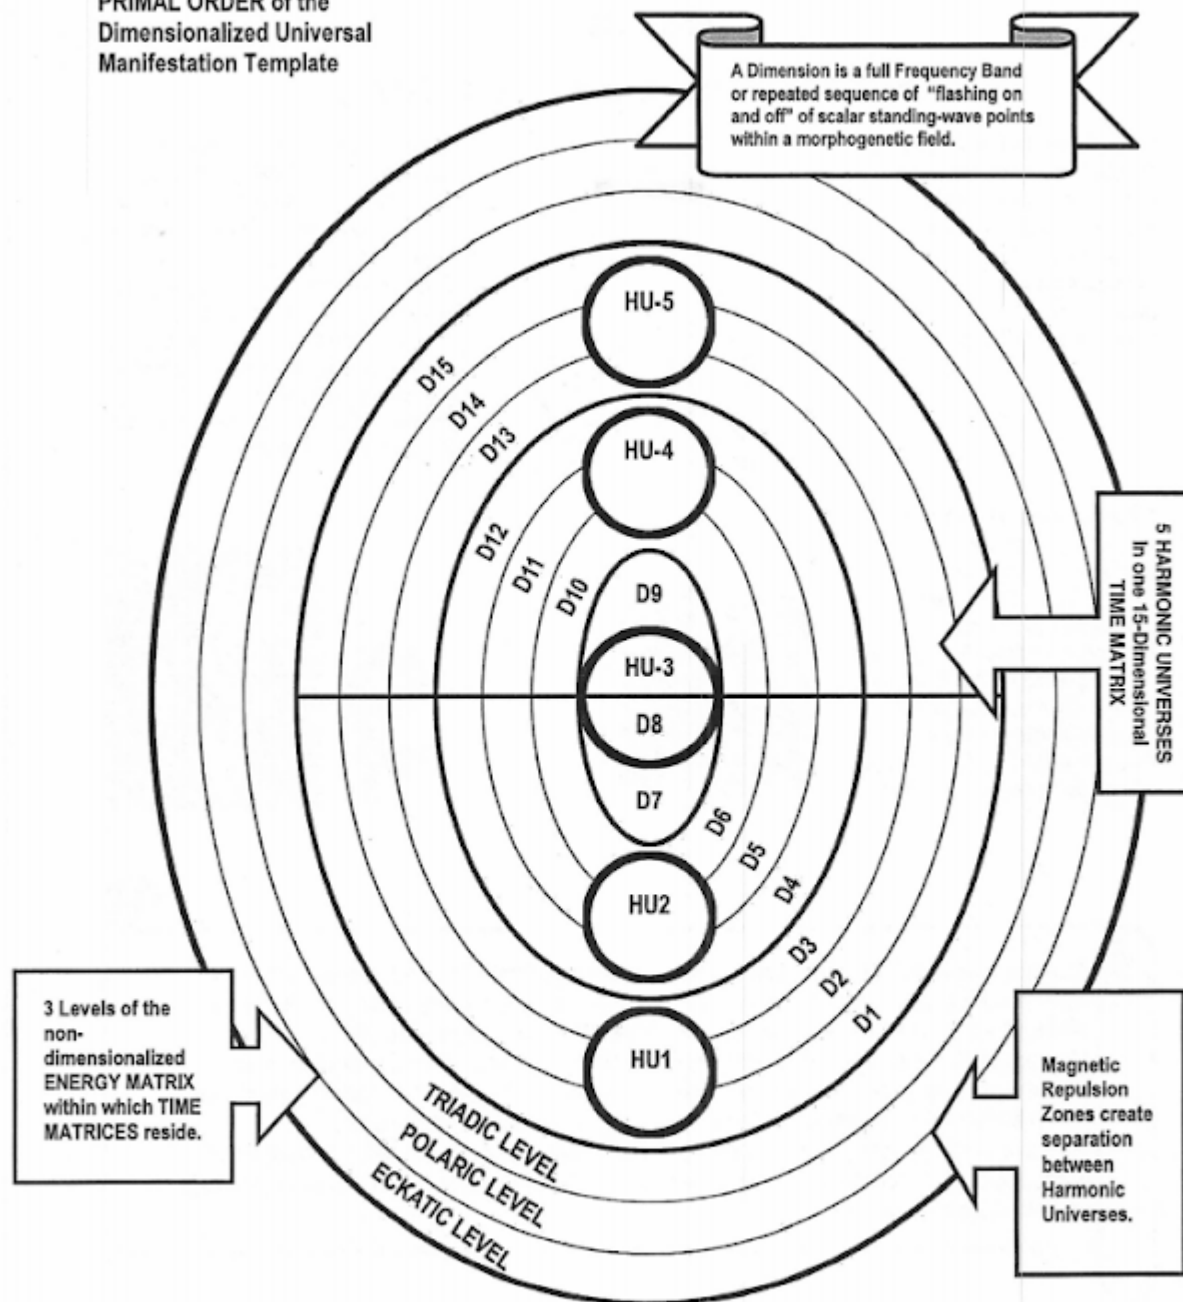 PRIMAL ORDER of the
Dimensionalized Universal
Manifestation Template
A Dimension is a full Frequency Band
or repeated sequence of "flashing on
and off" of scalar standing-wave points
within a morphogenetic field.
HU-5
D15
D14
D13
HU-4
D12
D11
D10
D9
HU-3
D8
D7
D6
D5
D4
HU2
D3
D2
D1
HU1
5 HARMONIC UNIVERSES
In one 15-Dimensional
TIME MATRIX
3 Levels of the
non-
dimensionalized
ENERGY MATRIX
within which TIME
MATRICES reside.
TRIADIC LEVEL
POLARIC LEVEL
ECKATIC LEVEL
Magnetic
Repulsion
Zones create
separation
between
Harmonic
Universes.